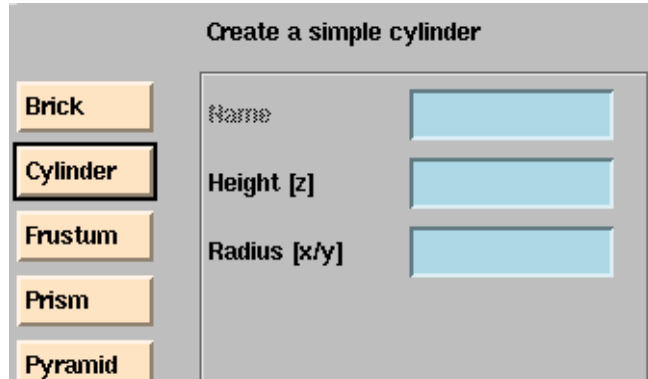 Create a simple cylinder
Brick
Name
Cylinder
Height [z]
Frustum
Radius [x/y]
Prism
Pyramid